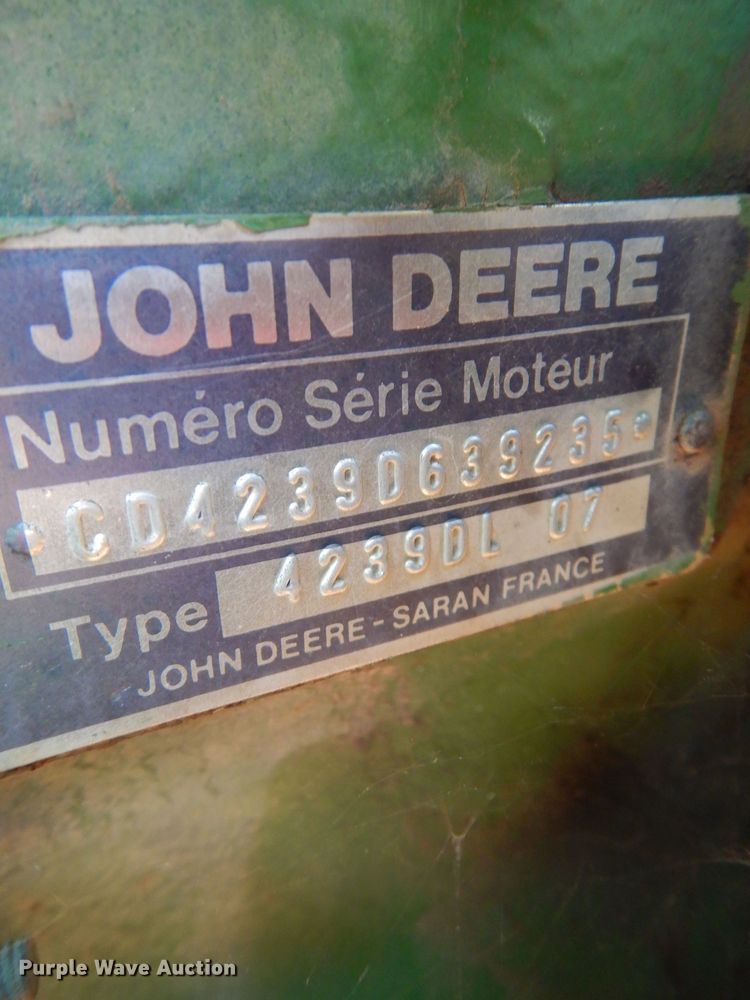 JOHN DEERE
Numéro Série Moteur
*CD4239D639235*
Type 4239DL 07
JOHN DEERE - SARAN FRANCE
Purple Wave Auction